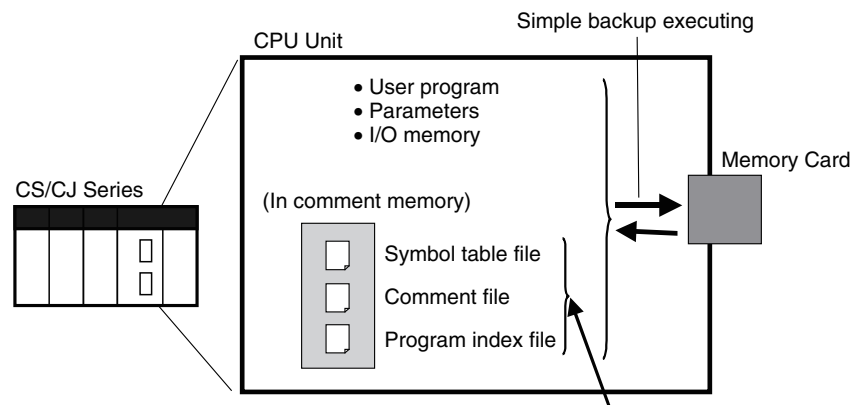 Simple backup executing
CPU Unit
• User program
• Parameters
• I/O memory
Memory Card
CS/CJ Series
(In comment memory)
Symbol table file
Comment file
Program index file